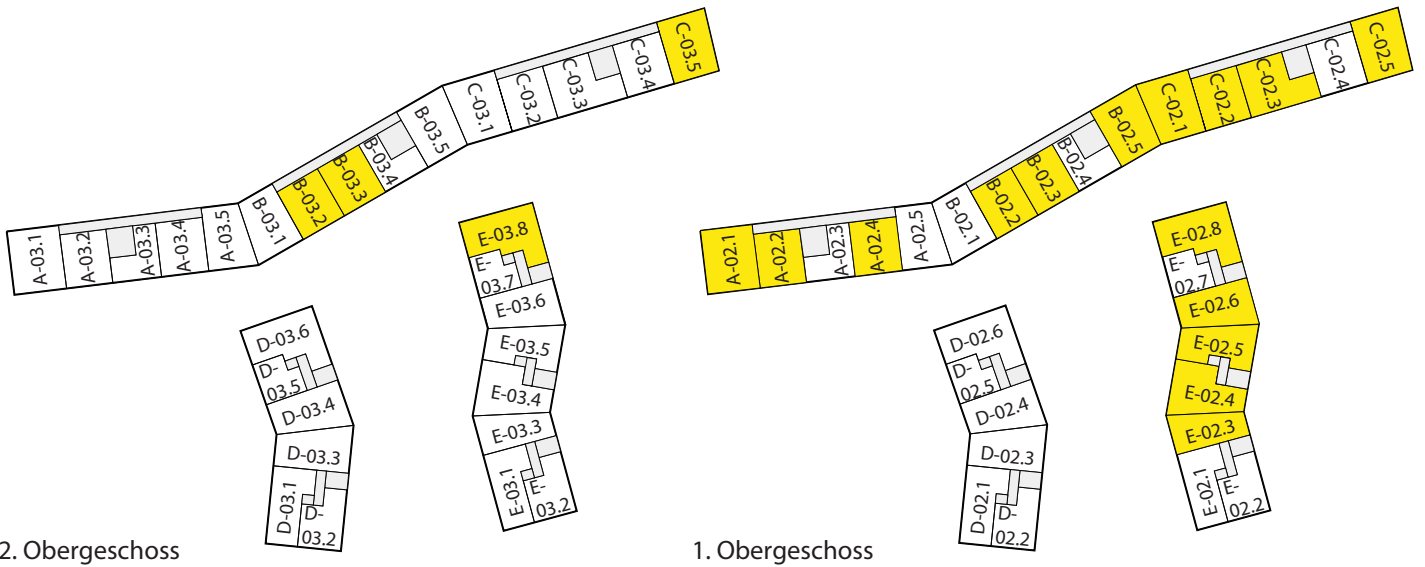 A-03.1
A-03.2
A-03.3
A-03.4
A-03.5
B-03.1
B-03.2
B-03.3
B-03.4
B-03.5
C-03.1
C-03.2
C-03.3
C-03.4
C-03.5
D-03.6
D-
03.5
D-03.4
D-03.3
D-03.1
D-
03.2
E-03.8
E-
03.7
E-03.6
E-03.5
E-03.4
E-03.3
E-03.1
E-
03.2
2. Obergeschoss
A-02.1
A-02.2
A-02.3
A-02.4
A-02.5
B-02.1
B-02.2
B-02.3
B-02.4
B-02.5
C-02.1
C-02.2
C-02.3
C-02.4
C-02.5
D-02.6
D-
02.5
D-02.4
D-02.3
D-02.1
D-
02.2
E-02.8
E-
02.7
E-02.6
E-02.5
E-02.4
E-02.3
E-02.1
E-
02.2
1. Obergeschoss